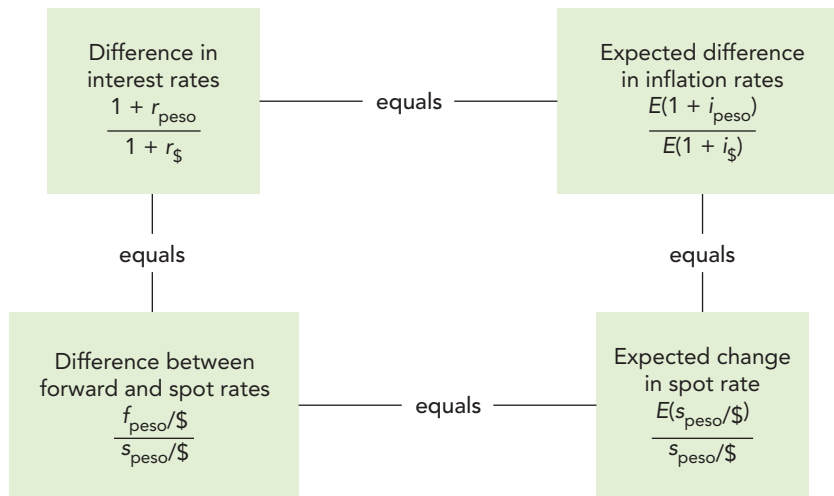 Difference in
interest rates
1 + r_peso
1 + r_$
equals
Expected difference
in inflation rates
E(1 + i_peso)
E(1 + i_$)
equals
equals
Difference between
forward and spot rates
f_peso/$
s_peso/$
equals
Expected change
in spot rate
E(s_peso/$)
s_peso/$